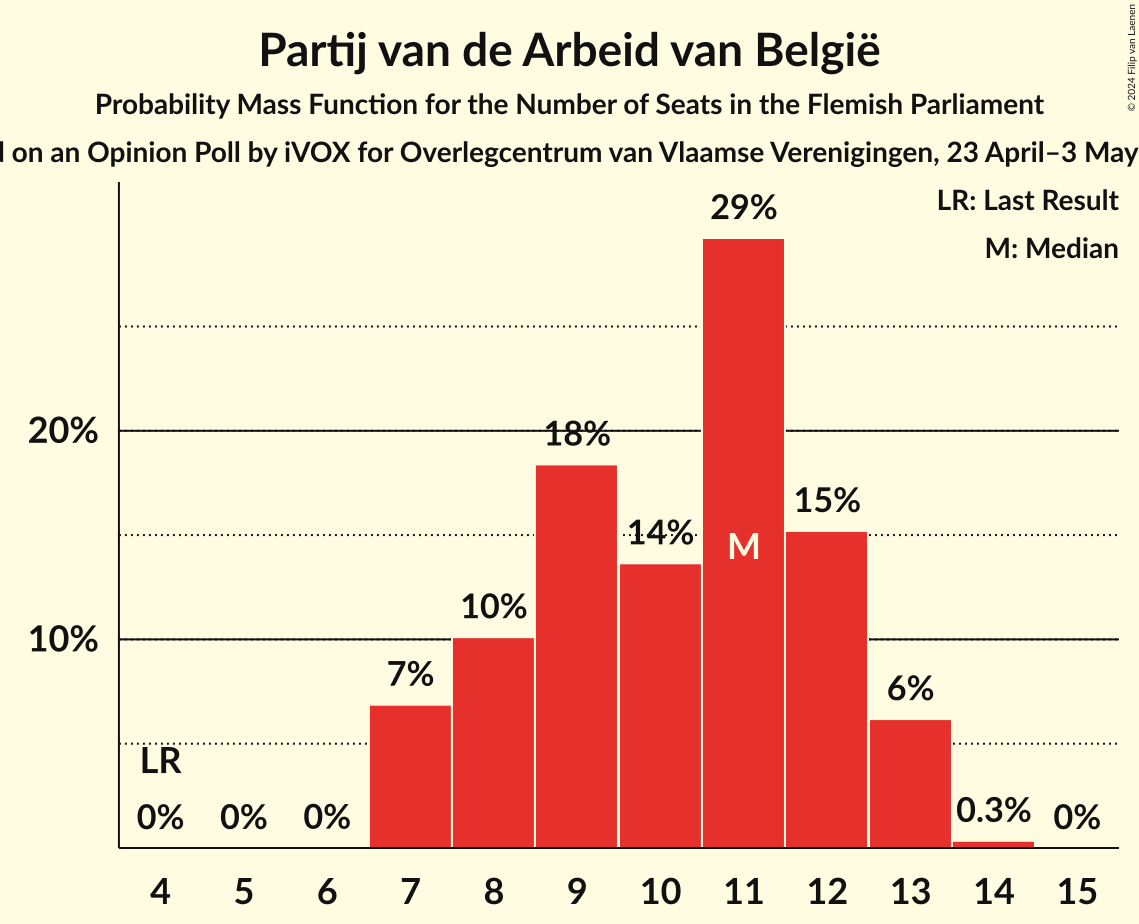 Partij van de Arbeid van België
Probability Mass Function for the Number of Seats in the Flemish Parliament
on an Opinion Poll by iVOX for Overlegcentrum van Vlaamse Verenigingen, 23 April–3 May
© 2024 Filip van Laenen
LR: Last Result
M: Median
29%
20%
18%
15%
14%
M
10%
10%
7%
6%
LR
0% 0% 0% 0.3% 0%
4 5 6 7 8 9 10 11 12 13 14 15